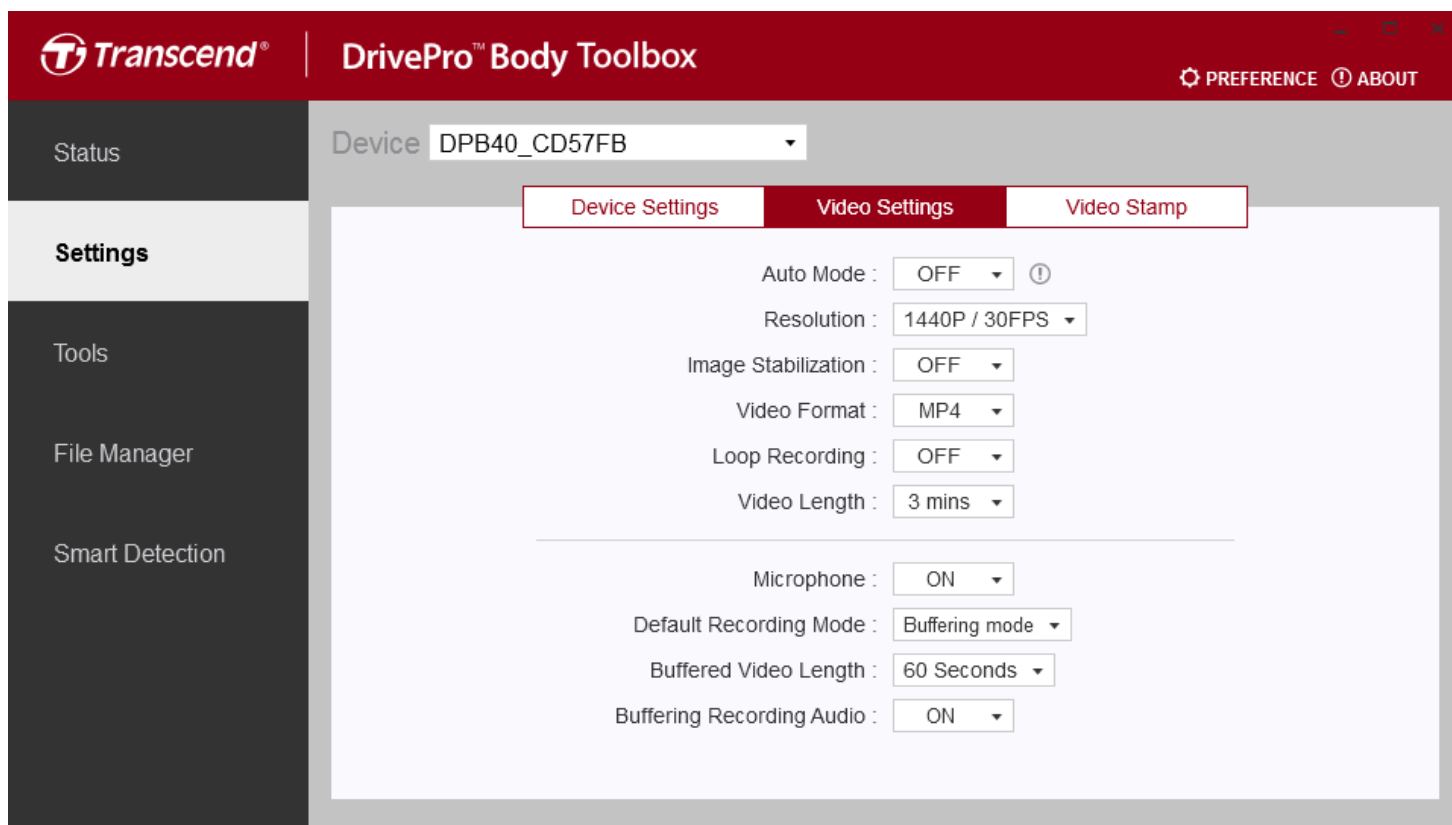 Transcend® DrivePro™ Body Toolbox
PREFERENCE ABOUT
Status
Settings
Tools
File Manager
Smart Detection
Device DPB40_CD57FB
Device Settings Video Settings Video Stamp
Auto Mode : OFF
Resolution : 1440P / 30FPS
Image Stabilization : OFF
Video Format : MP4
Loop Recording : OFF
Video Length : 3 mins
Microphone : ON
Default Recording Mode : Buffering mode
Buffered Video Length : 60 Seconds
Buffering Recording Audio : ON